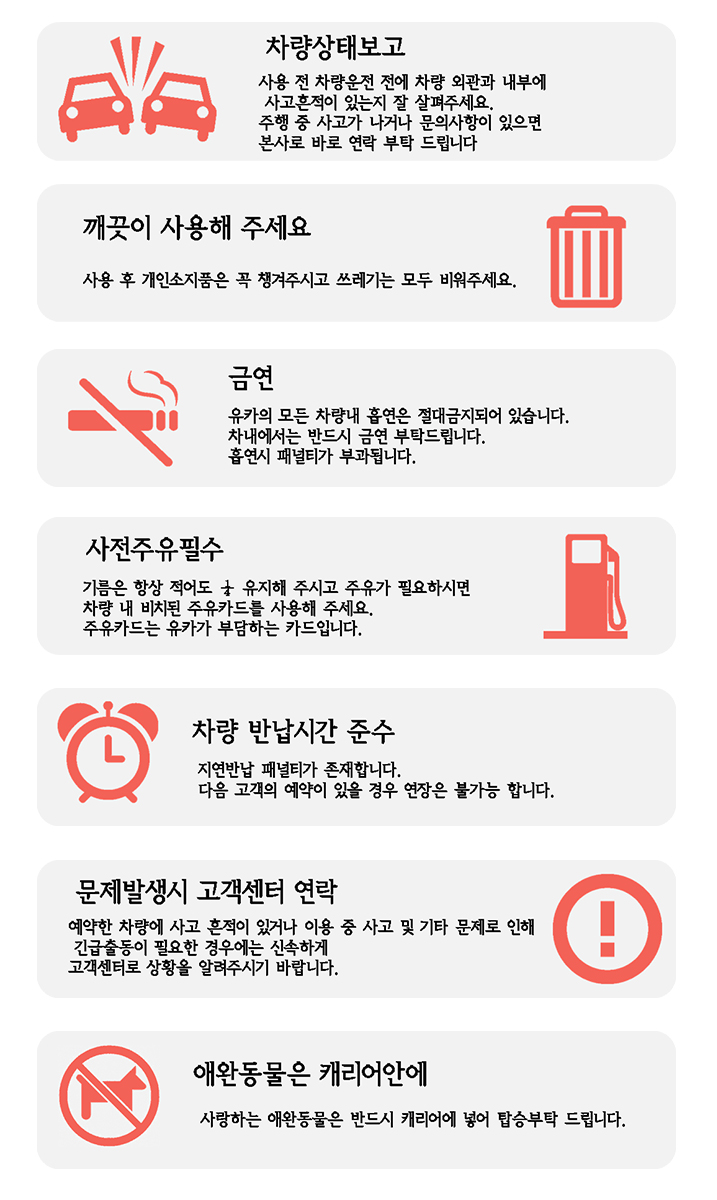 차량상태보고
사용 전 차량운전 전에 차량 외관과 내부에
사고흔적이 있는지 잘 살펴주세요.
주행 중 사고가 나거나 문의사항이 있으면
본사로 바로 연락 부탁 드립니다
깨끗이 사용해 주세요
사용 후 개인소지품은 꼭 챙겨주시고 쓰레기는 모두 비워주세요.
금연
유카의 모든 차량내 흡연은 절대금지되어 있습니다.
차내에서는 반드시 금연 부탁드립니다.
흡연시 패널티가 부과됩니다.
사전주유필수
기름은 항상 적어도 유지해 주시고 주유가 필요하시면
차량 내 비치된 주유카드를 사용해 주세요.
주유카드는 유카가 부담하는 카드입니다.
차량 반납시간 준수
지연반납 패널티가 존재합니다.
다음 고객의 예약이 있을 경우 연장은 불가능 합니다.
문제발생시 고객센터 연락
예약한 차량에 사고 흔적이 있거나 이용 중 사고 및 기타 문제로 인해
긴급출동이 필요한 경우에는 신속하게
고객센터로 상황을 알려주시기 바랍니다.
애완동물은 캐리어안에
사랑하는 애완동물은 반드시 캐리어에 넣어 탑승부탁 드립니다.